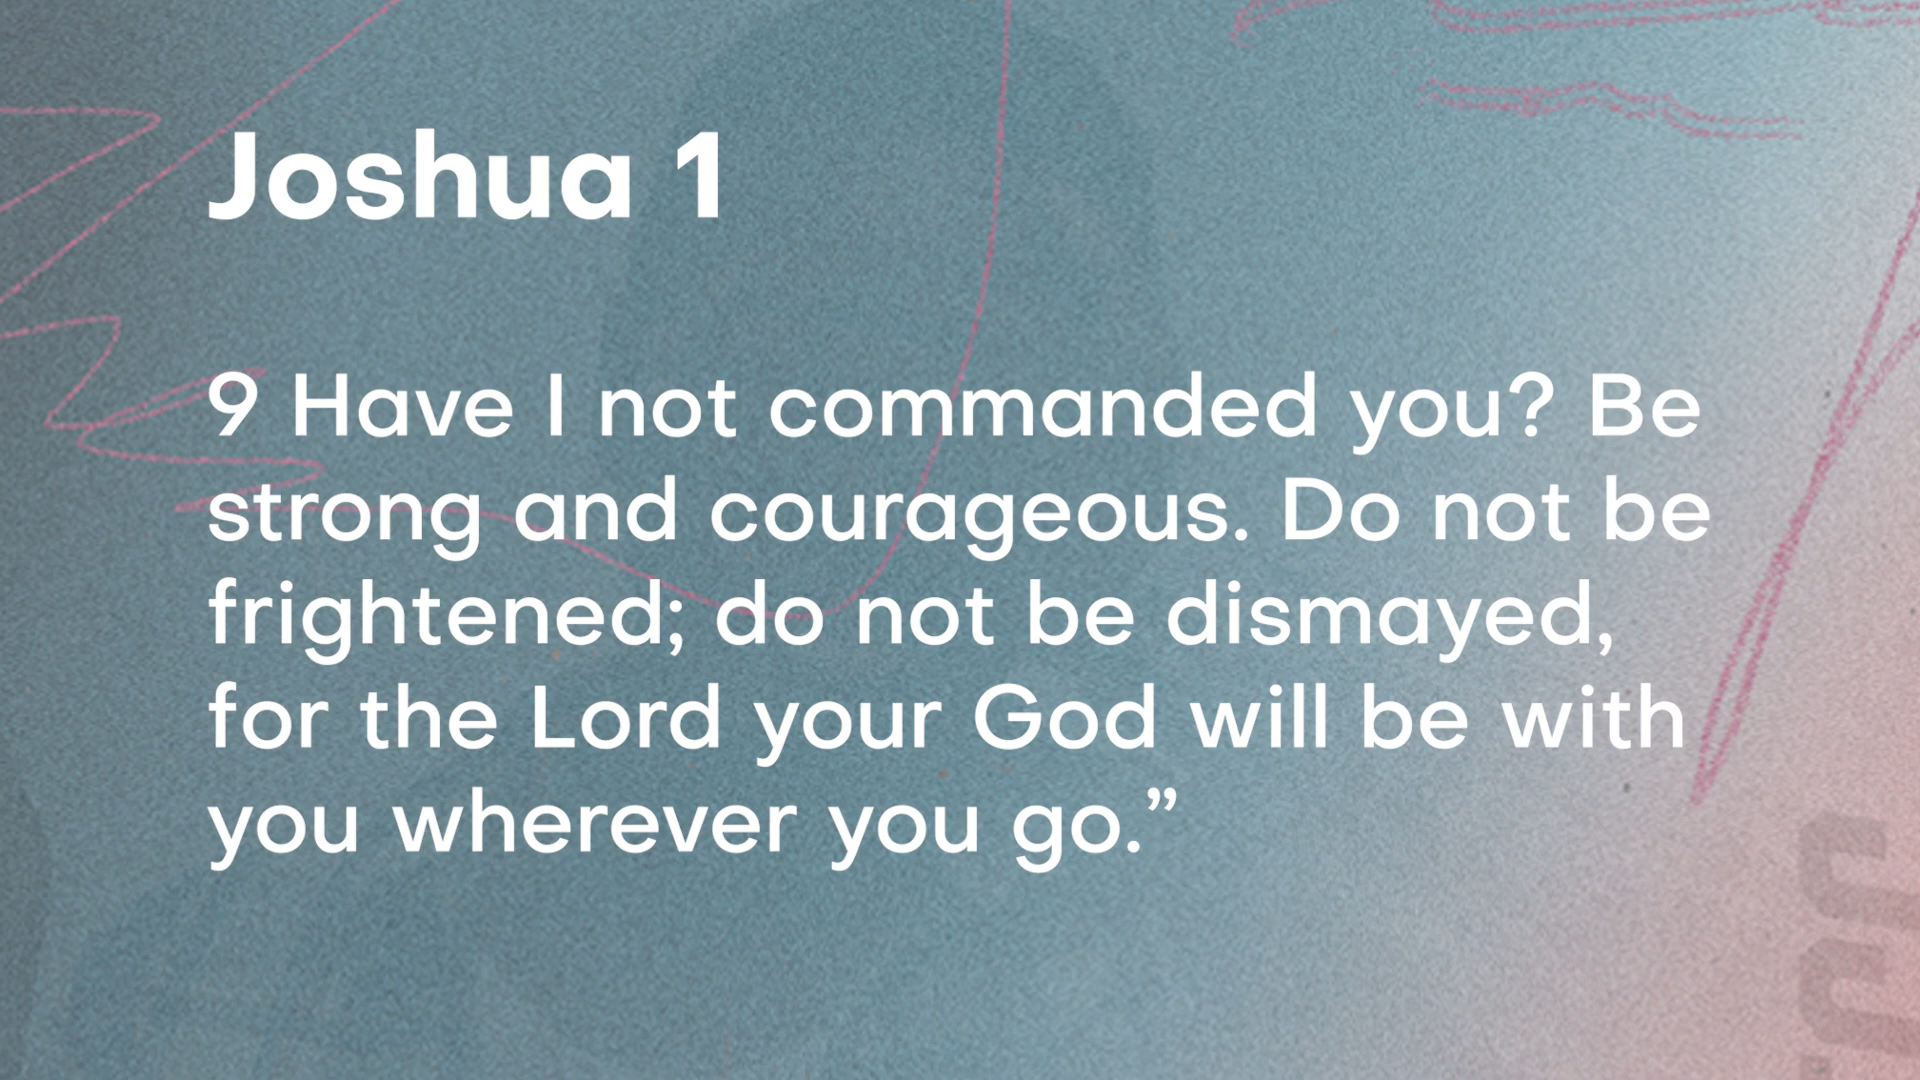 Joshua 1
9 Have I not commanded you? Be
strong and courageous. Do not be
frightened; do not be dismayed,
for the Lord your God will be with
you wherever you go.”